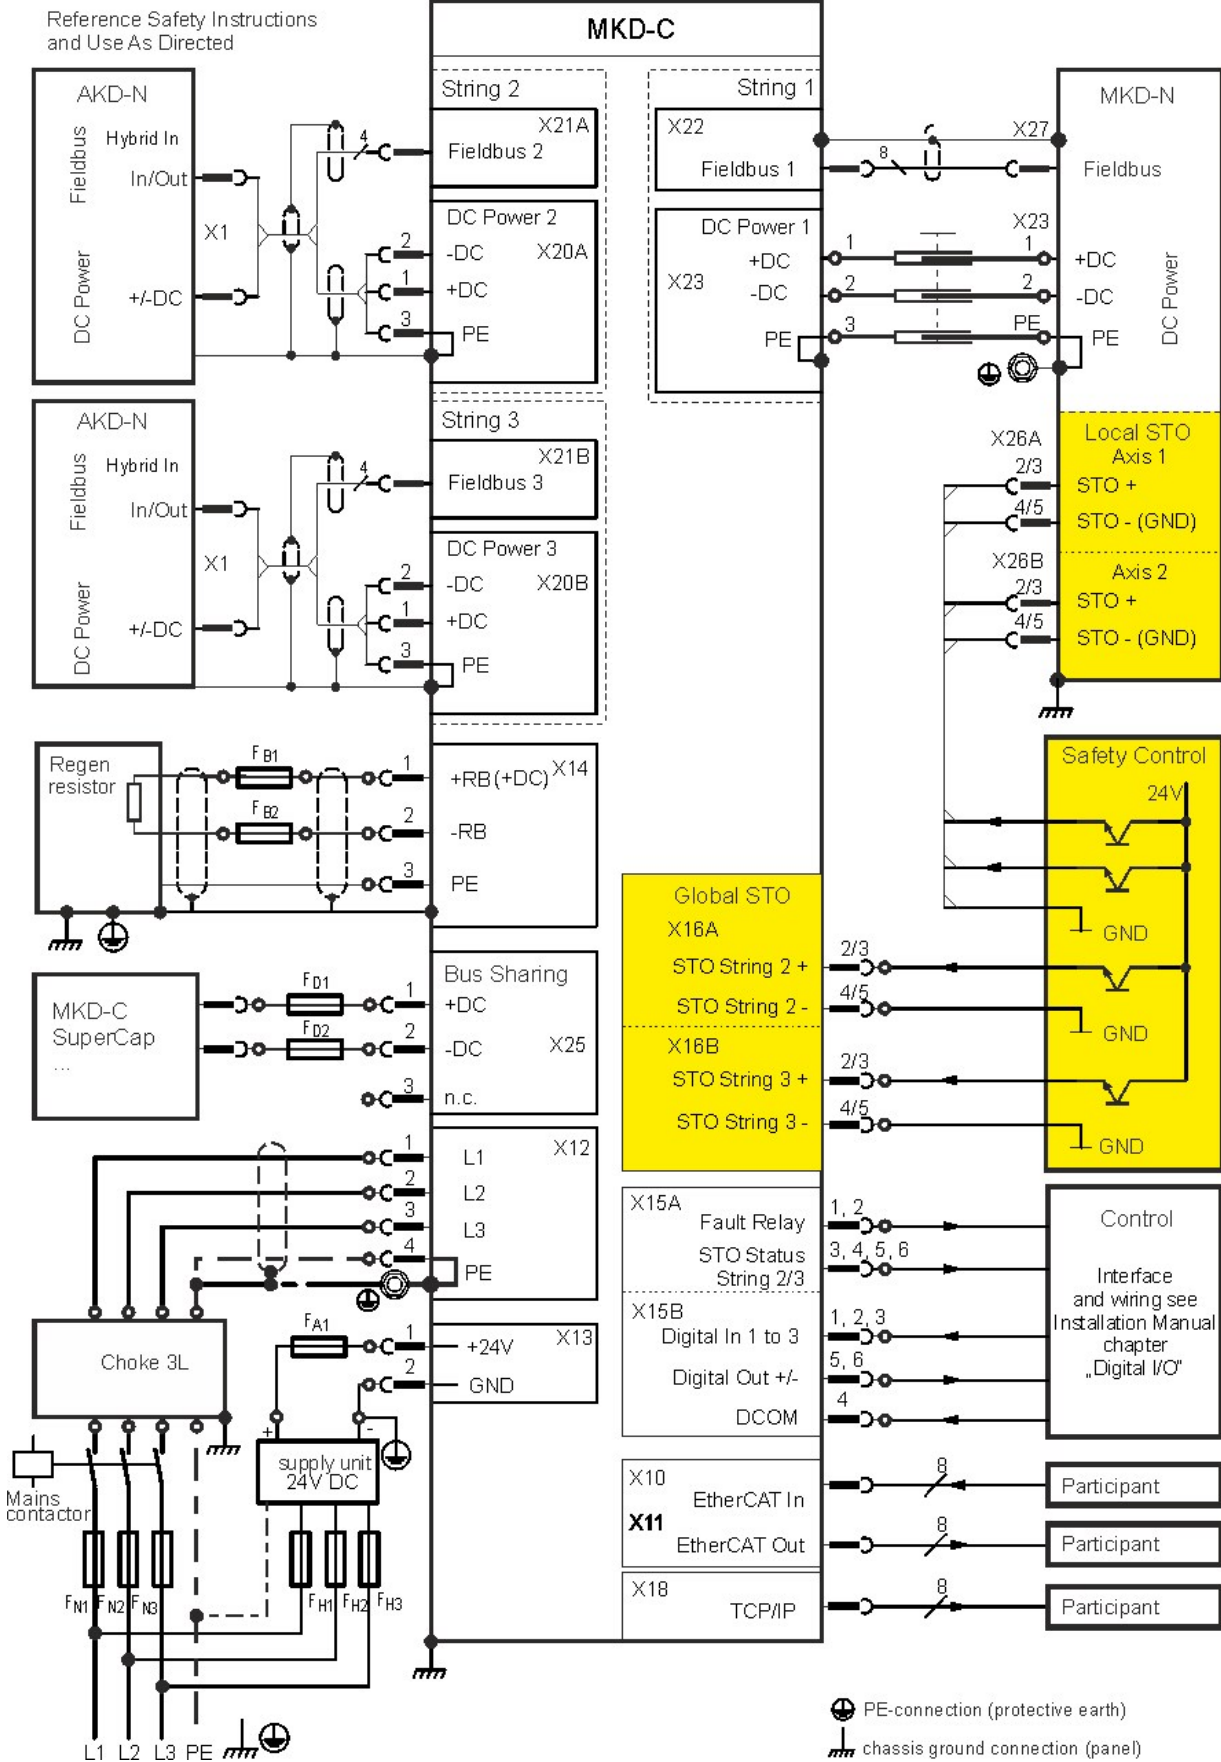 Reference Safety Instructions
and Use As Directed
MKD-C
AKD-N
Hybrid In
Fieldbus
In/Out
X1
DC Power
+/-DC
4
2
1
3
String 2
X21A
Fieldbus 2
DC Power 2
-DC
X20A
+DC
PE
String 1
X22
Fieldbus 1
DC Power 1
+DC
X23
-DC
PE
8
1
2
3
X27
X23
1
2
PE
MKD-N
Fieldbus
+DC
-DC
PE
DC Power
AKD-N
Hybrid In
Fieldbus
In/Out
X1
DC Power
+/-DC
4
2
1
3
String 3
X21B
Fieldbus 3
DC Power 3
-DC
X20B
+DC
PE
X26A
2/3
4/5
X26B
2/3
4/5
Local STO
Axis 1
STO +
STO - (GND)
Axis 2
STO +
STO - (GND)
Regen
resistor
F B1
F B2
1
2
3
+RB (+DC)
X14
-RB
PE
Safety Control
24V
GND
GND
GND
Global STO
X16A
STO String 2 +
STO String 2 -
X16B
STO String 3 +
STO String 3 -
2/3
4/5
2/3
4/5
MKD-C
SuperCap
...
FD1
FD2
1
2
3
Bus Sharing
+DC
-DC
X25
n.c.
1
2
3
4
X12
L1
L2
L3
PE
X15A
Fault Relay
STO Status
String 2/3
X15B
Digital In 1 to 3
Digital Out +/-
DCOM
1, 2
3, 4, 5, 6
1, 2, 3
5, 6
4
Control
Interface
and wiring see
Installation Manual
chapter
„Digital I/O"
Choke 3L
FA1
1
2
X13
+24V
GND
+
-
supply unit
24V DC
Mains
contactor
FN1
FN2
FN3
FH1
FH2
FH3
X10
EtherCAT In
X11
EtherCAT Out
X18
TCP/IP
8
8
8
Participant
Participant
Participant
L1 L2 L3 PE
PE-connection (protective earth)
chassis ground connection (panel)